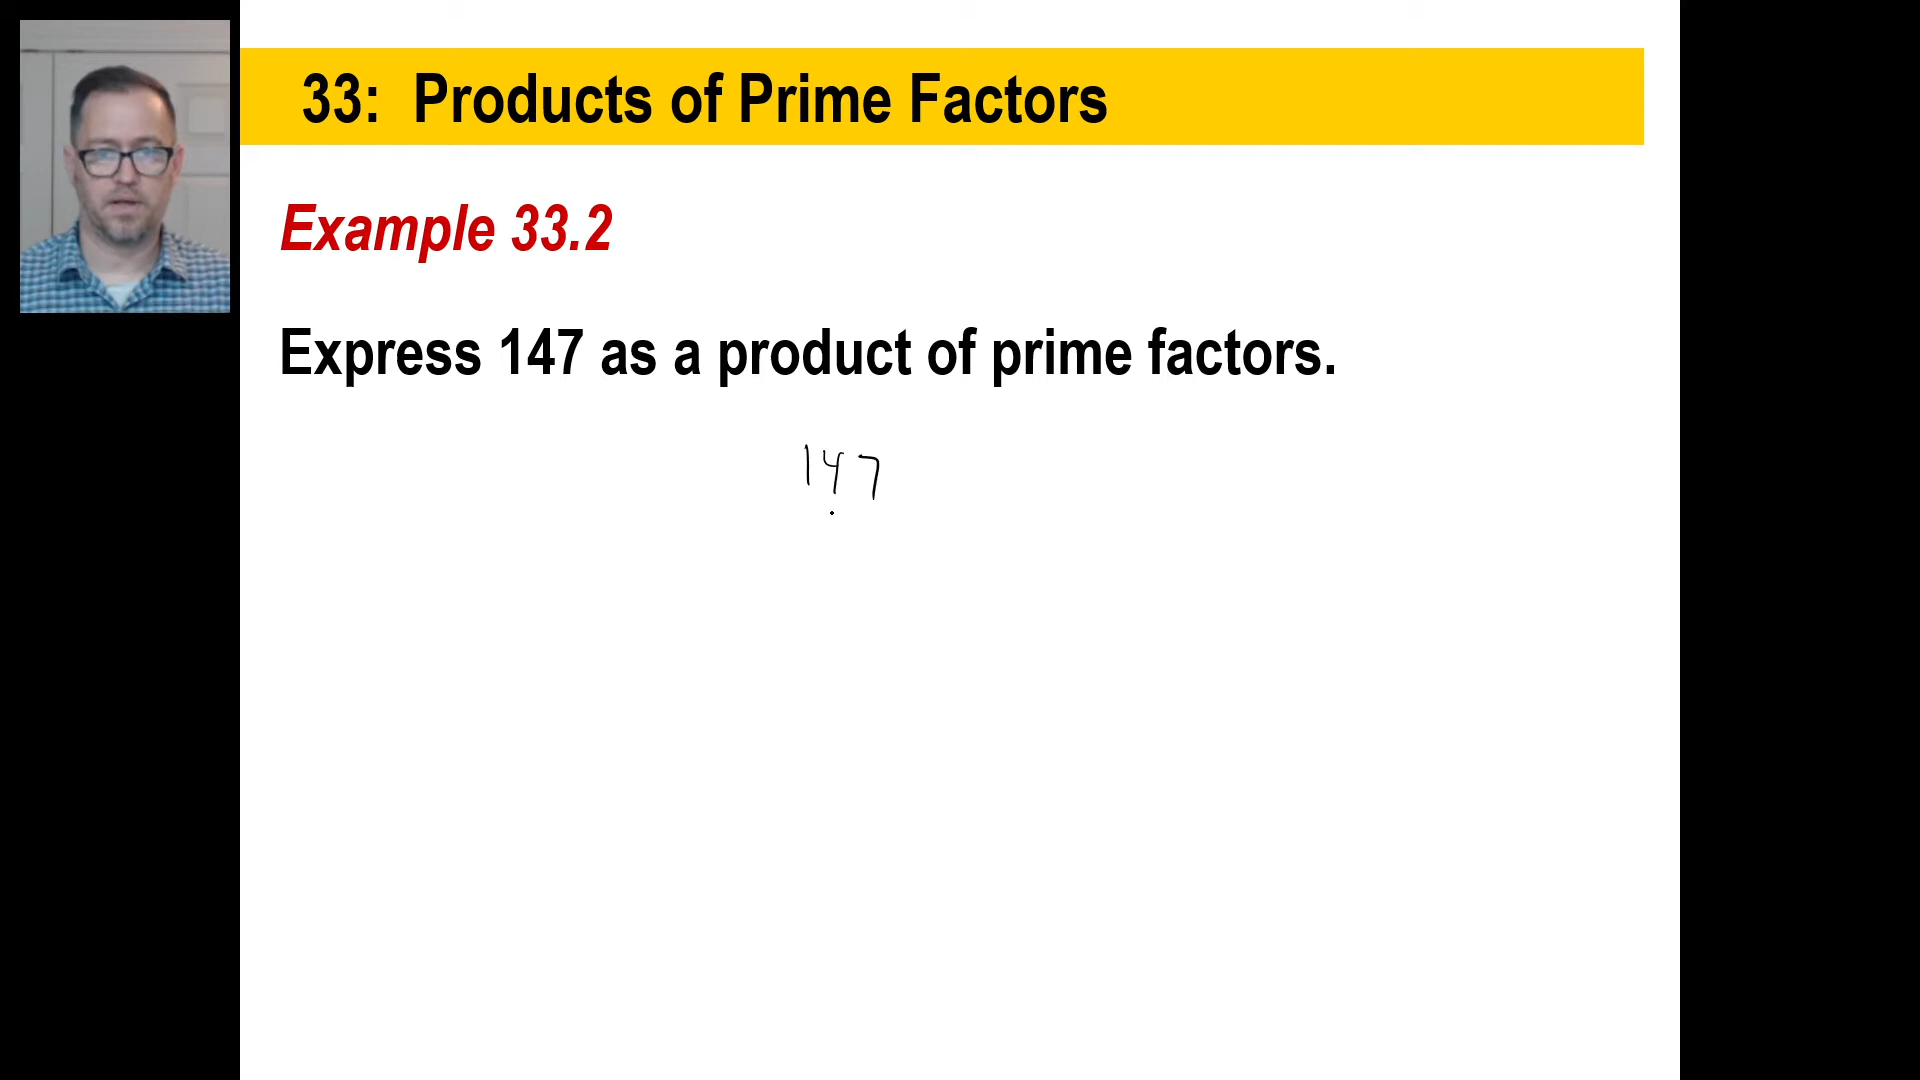 33: Products of Prime Factors
Example 33.2
Express 147 as a product of prime factors.
147